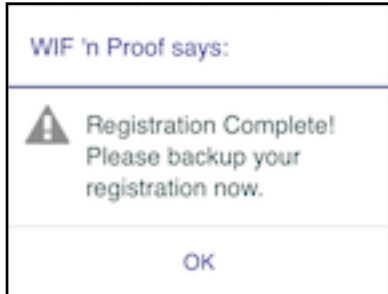 WIF 'n Proof says:
Registration Complete!
Please backup your
registration now.
OK